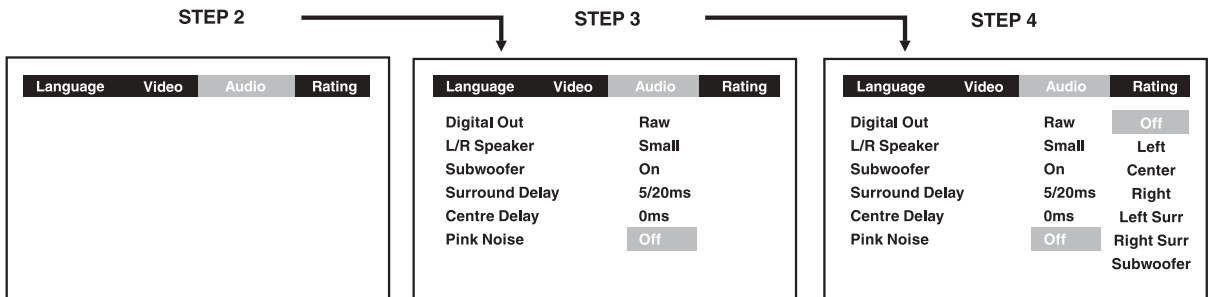 STEP 2
STEP 3
STEP 4
Language Video Audio Rating
Language Video Audio Rating
Digital Out Raw
L/R Speaker Small
Subwoofer On
Surround Delay 5/20ms
Centre Delay 0ms
Pink Noise Off
Language Video Audio Rating
Digital Out Raw Off
L/R Speaker Small Left
Subwoofer On Center
Surround Delay 5/20ms Right
Centre Delay 0ms Left Surr
Pink Noise Off Right Surr
Subwoofer